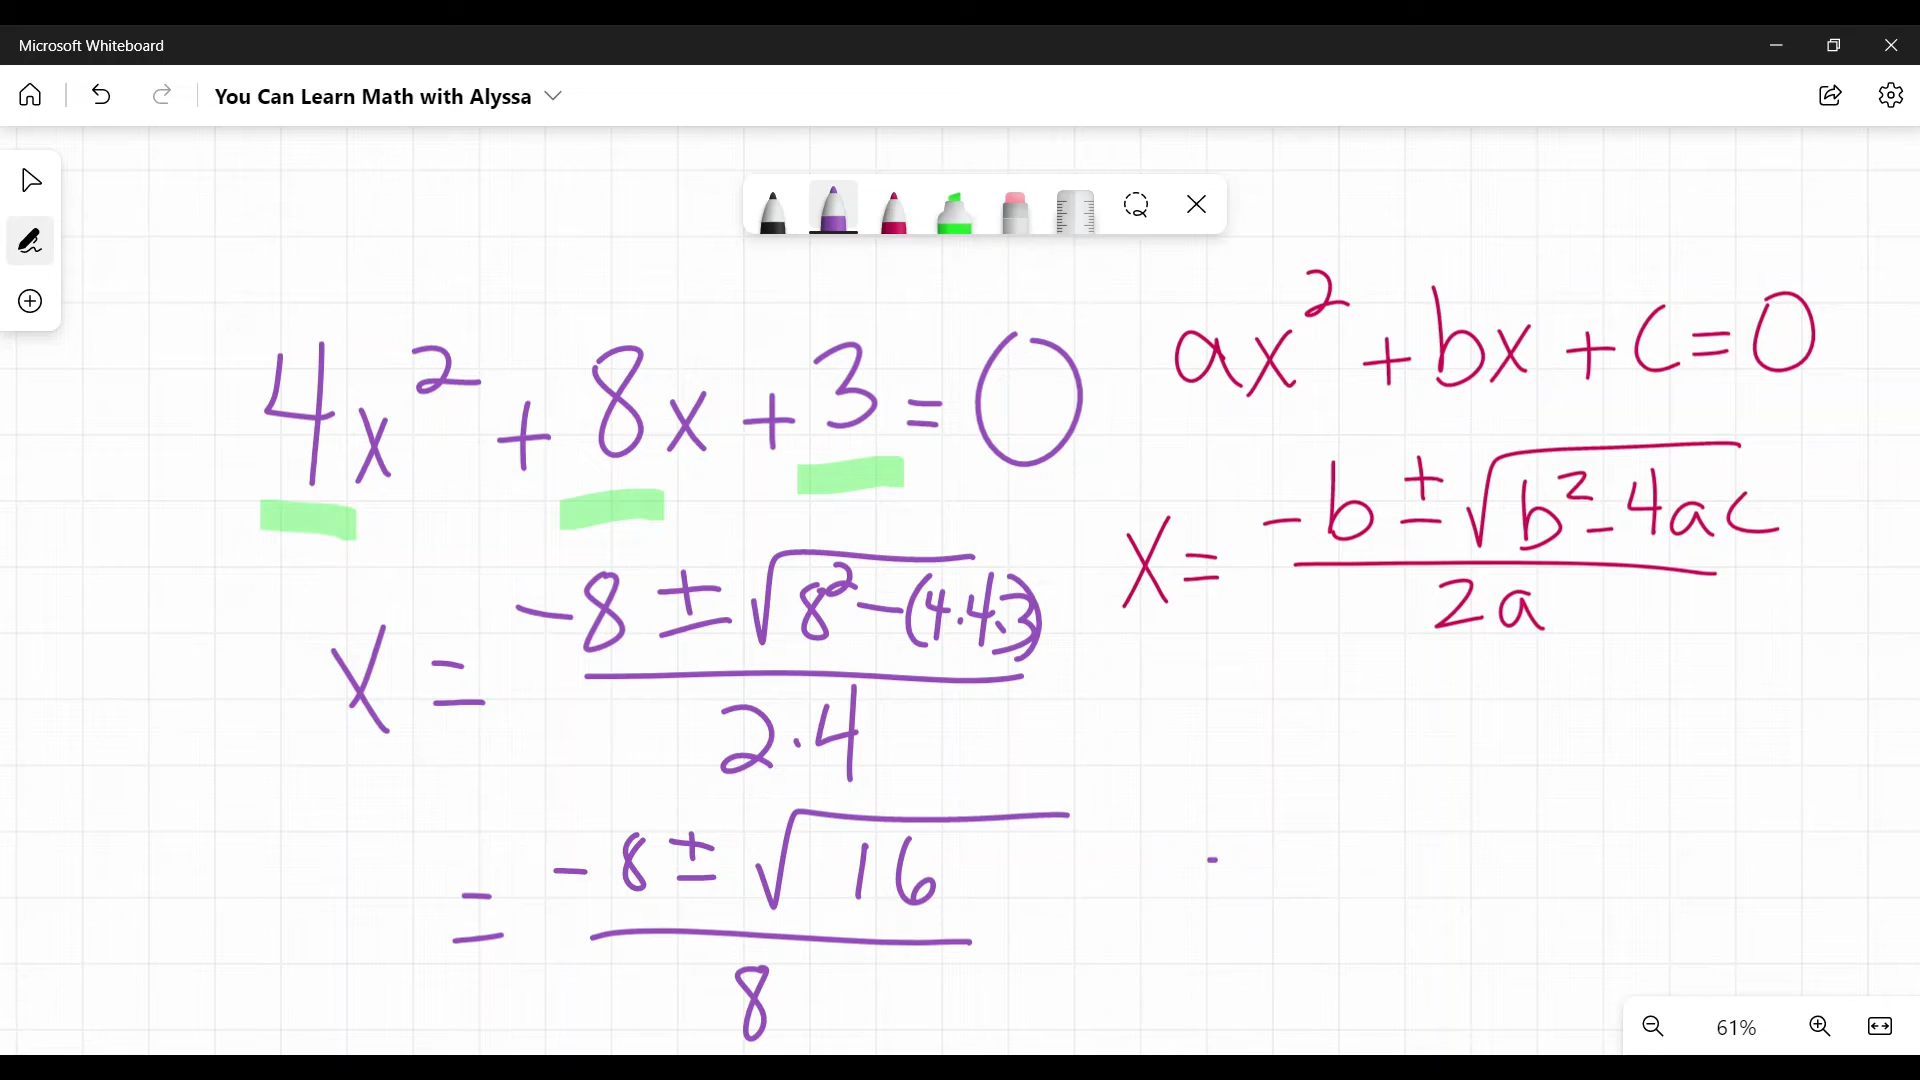 Microsoft Whiteboard
You Can Learn Math with Alyssa
4x² + 8x + 3 = 0
ax² + bx + c = 0
x = (-b ± √(b² - 4ac)) / 2a
x = (-8 ± √(8² - (4·4·3))) / 2·4
= (-8 ± √16) / 8
-
61%